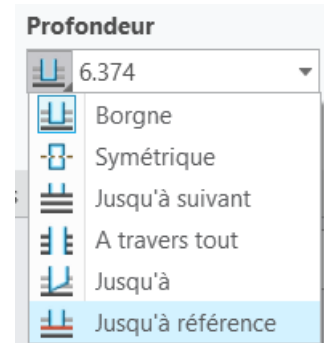 Profondeur
6.374
Borgne
Symétrique
s Jusqu'à suivant
A travers tout
Jusqu'à
Jusqu'à référence